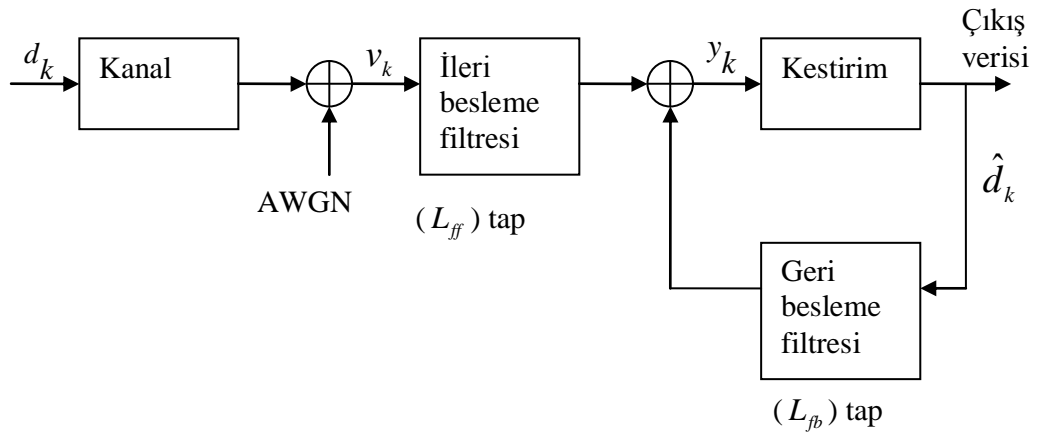 d_k
Kanal
v_k
İleri
besleme
filtresi
y_k
Kestirim
Çıkış
verisi
AWGN
(L_ff) tap
d̂_k
Geri
besleme
filtresi
(L_fb) tap